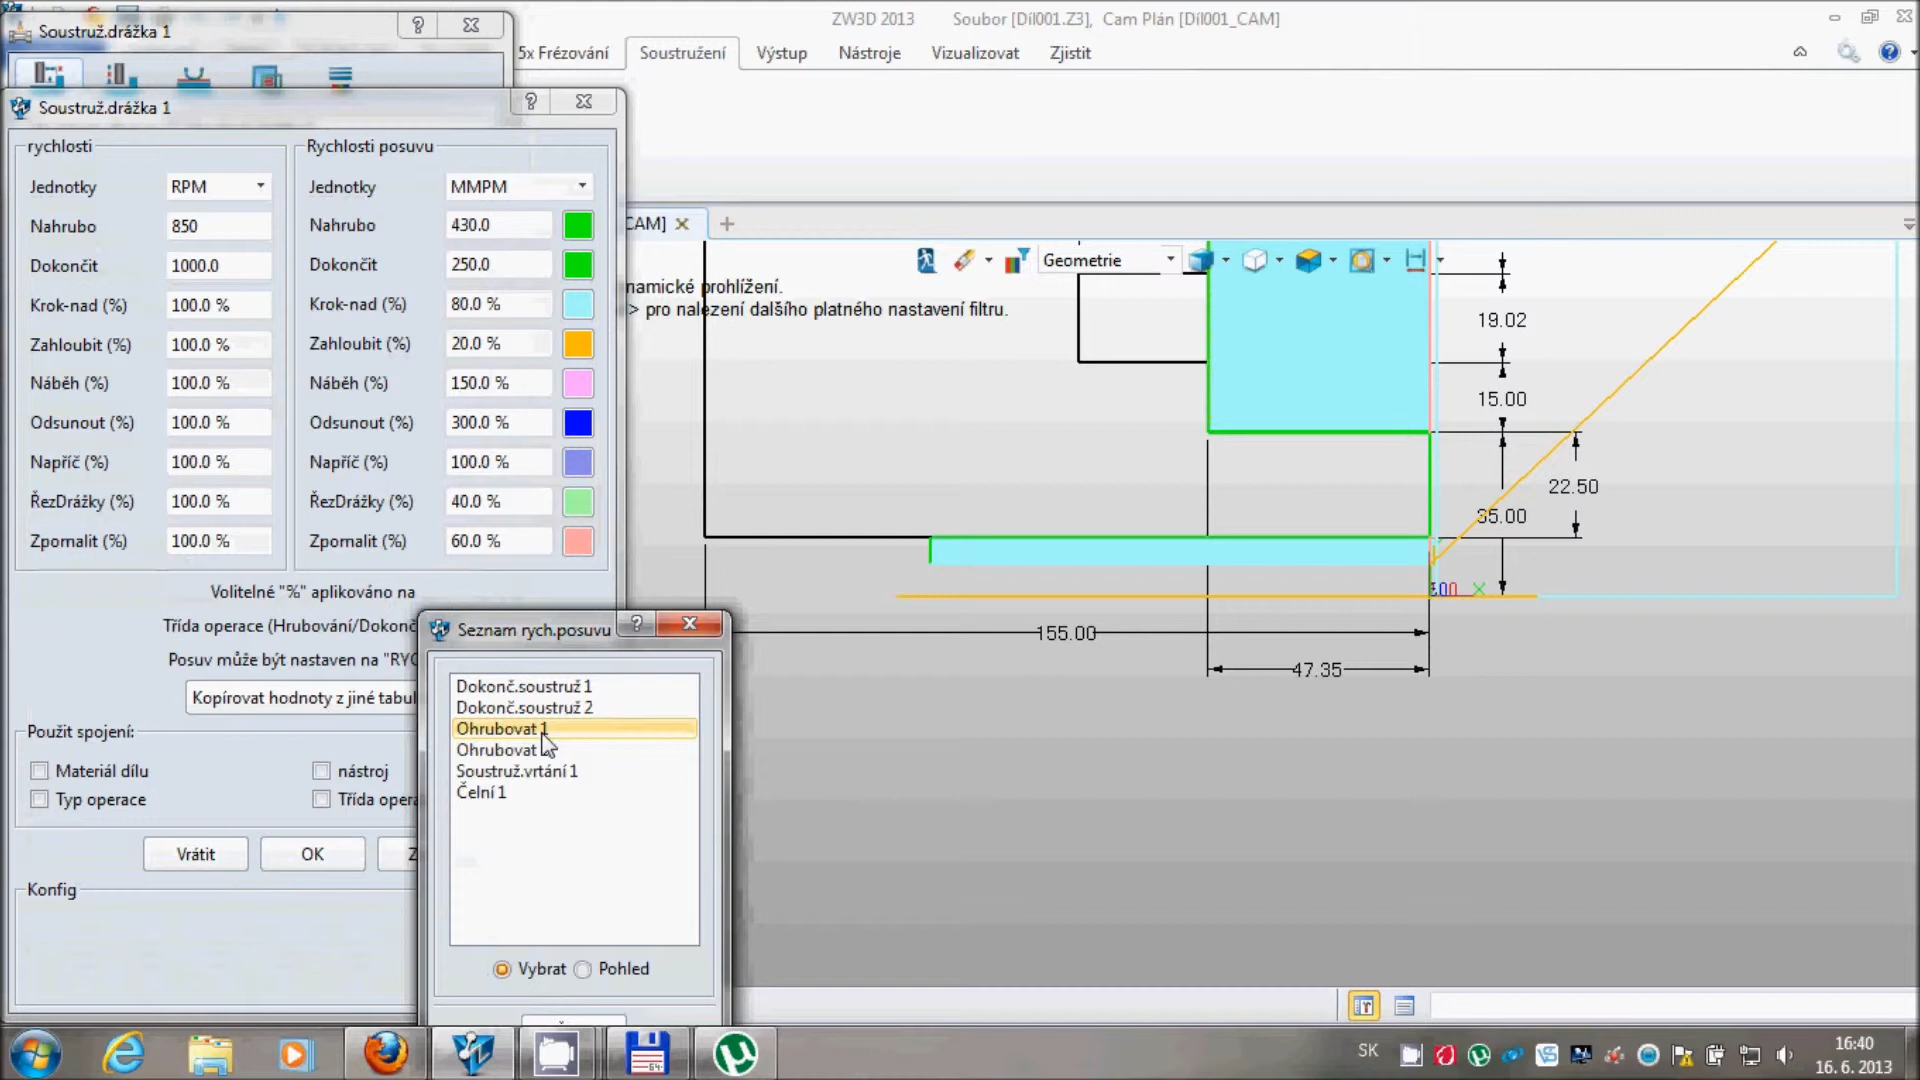 Soustruž.drážka 1
ZW3D 2013 Soubor [Díl001.Z3], Cam Plán [Díl001_CAM]
5x Frézování Soustružení Výstup Nástroje Vizualizovat Zjistit
Soustruž.drážka 1
rychlosti
Rychlosti posuvu
Jednotky RPM Jednotky MMPM
Nahrubo 850 Nahrubo 430.0
Dokončit 1000.0 Dokončit 250.0
Krok-nad (%) 100.0 % Krok-nad (%) 80.0 %
Zahloubit (%) 100.0 % Zahloubit (%) 20.0 %
Náběh (%) 100.0 % Náběh (%) 150.0 %
Odsunout (%) 100.0 % Odsunout (%) 300.0 %
Napříč (%) 100.0 % Napříč (%) 100.0 %
ŘezDrážky (%) 100.0 % ŘezDrážky (%) 40.0 %
Zpomalit (%) 100.0 % Zpomalit (%) 60.0 %
Volitelné "%" aplikováno na
Třída operace (Hrubování/Dokonč
Posuv může být nastaven na "RYC
Kopírovat hodnoty z jiné tabul
Použit spojení:
Materiál dílu nástroj
Typ operace Třída opera
Vrátit OK Z
Konfig
Seznam rych.posuvu
Dokonč.soustruž 1
Dokonč.soustruž 2
Ohrubovat 1
Ohrubovat
Soustruž.vrtání 1
Čelní 1
Vybrat Pohled
CAM]
Geometrie
namické prohlížení.
> pro nalezení dalšího platného nastavení filtru.
19.02
15.00
22.50
35.00
X
155.00
47.35
SK
16:40
16. 6. 2013